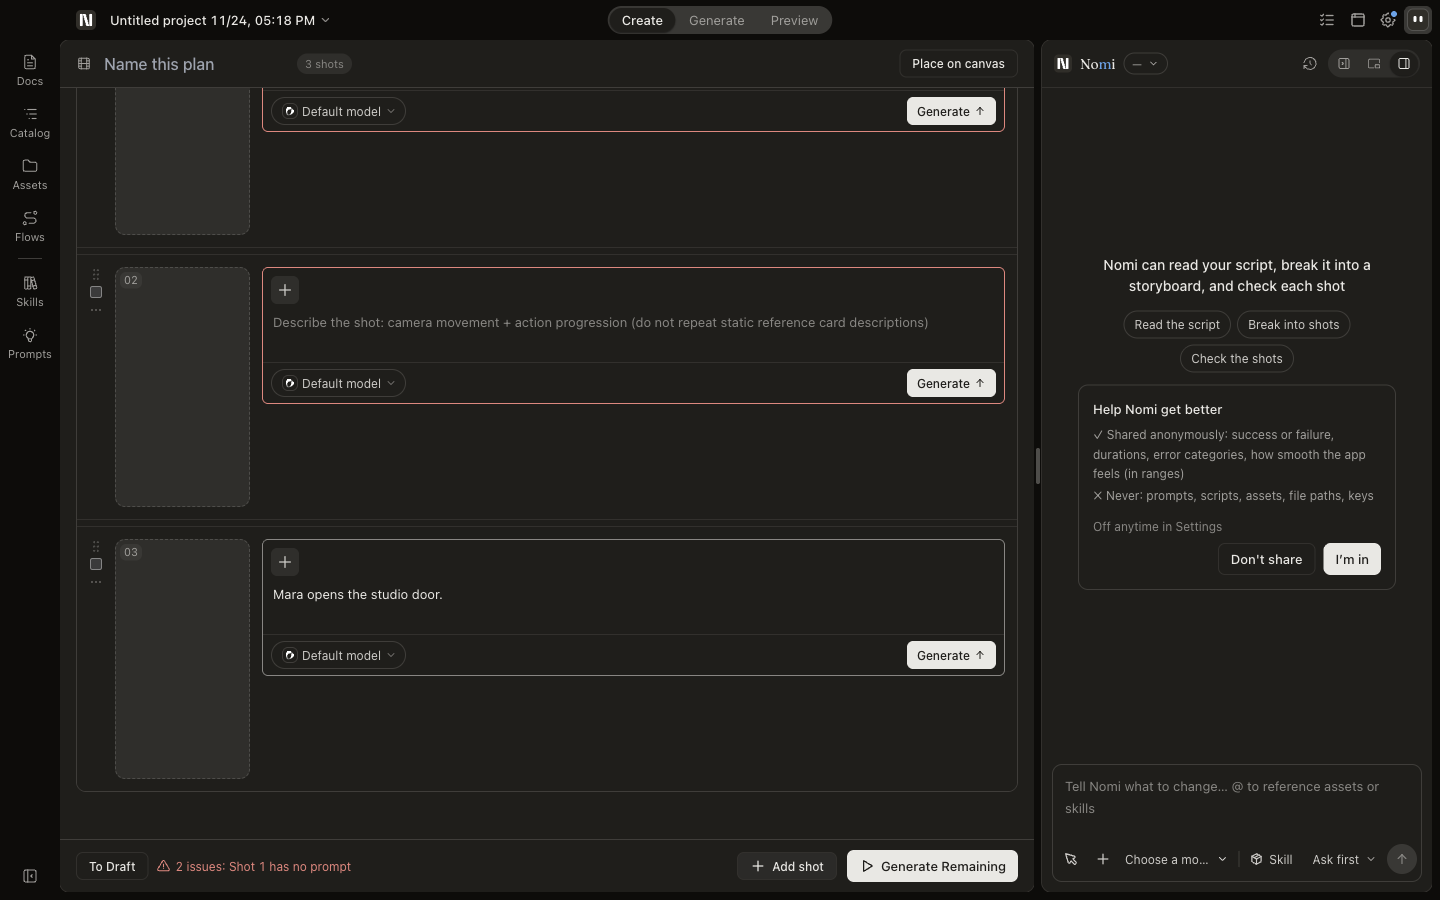 Untitled project 11/24, 05:18 PM
Create
Generate
Preview
Docs
Catalog
Assets
Flows
Skills
Prompts
Name this plan
3 shots
Place on canvas
Default model
Generate
02
Describe the shot: camera movement + action progression (do not repeat static reference card descriptions)
Default model
Generate
03
Mara opens the studio door.
Default model
Generate
To Draft
2 issues: Shot 1 has no prompt
Add shot
Generate Remaining
Nomi
—
Nomi can read your script, break it into a
storyboard, and check each shot
Read the script
Break into shots
Check the shots
Help Nomi get better
✓ Shared anonymously: success or failure,
durations, error categories, how smooth the app
feels (in ranges)
✕ Never: prompts, scripts, assets, file paths, keys
Off anytime in Settings
Don't share
I'm in
Tell Nomi what to change... @ to reference assets or
skills
Choose a mo...
Skill
Ask first